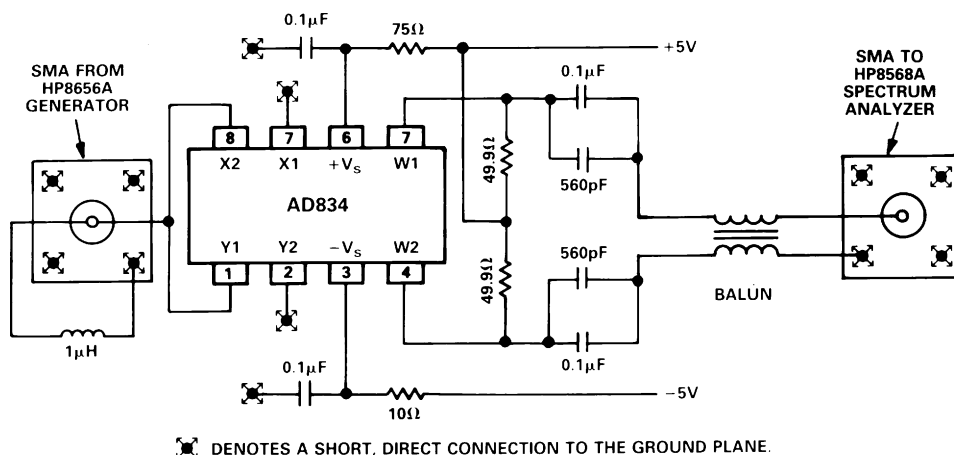 0.1µF
75Ω
+5V
SMA FROM
HP8656A
GENERATOR
SMA TO
HP8568A
SPECTRUM
ANALYZER
0.1µF
8
7
6
7
X2
X1
+VS
W1
49.9Ω
560pF
AD834
Y1
Y2
−VS
W2
1
2
3
4
49.9Ω
560pF
BALUN
1µH
0.1µF
0.1µF
10Ω
−5V
DENOTES A SHORT, DIRECT CONNECTION TO THE GROUND PLANE.